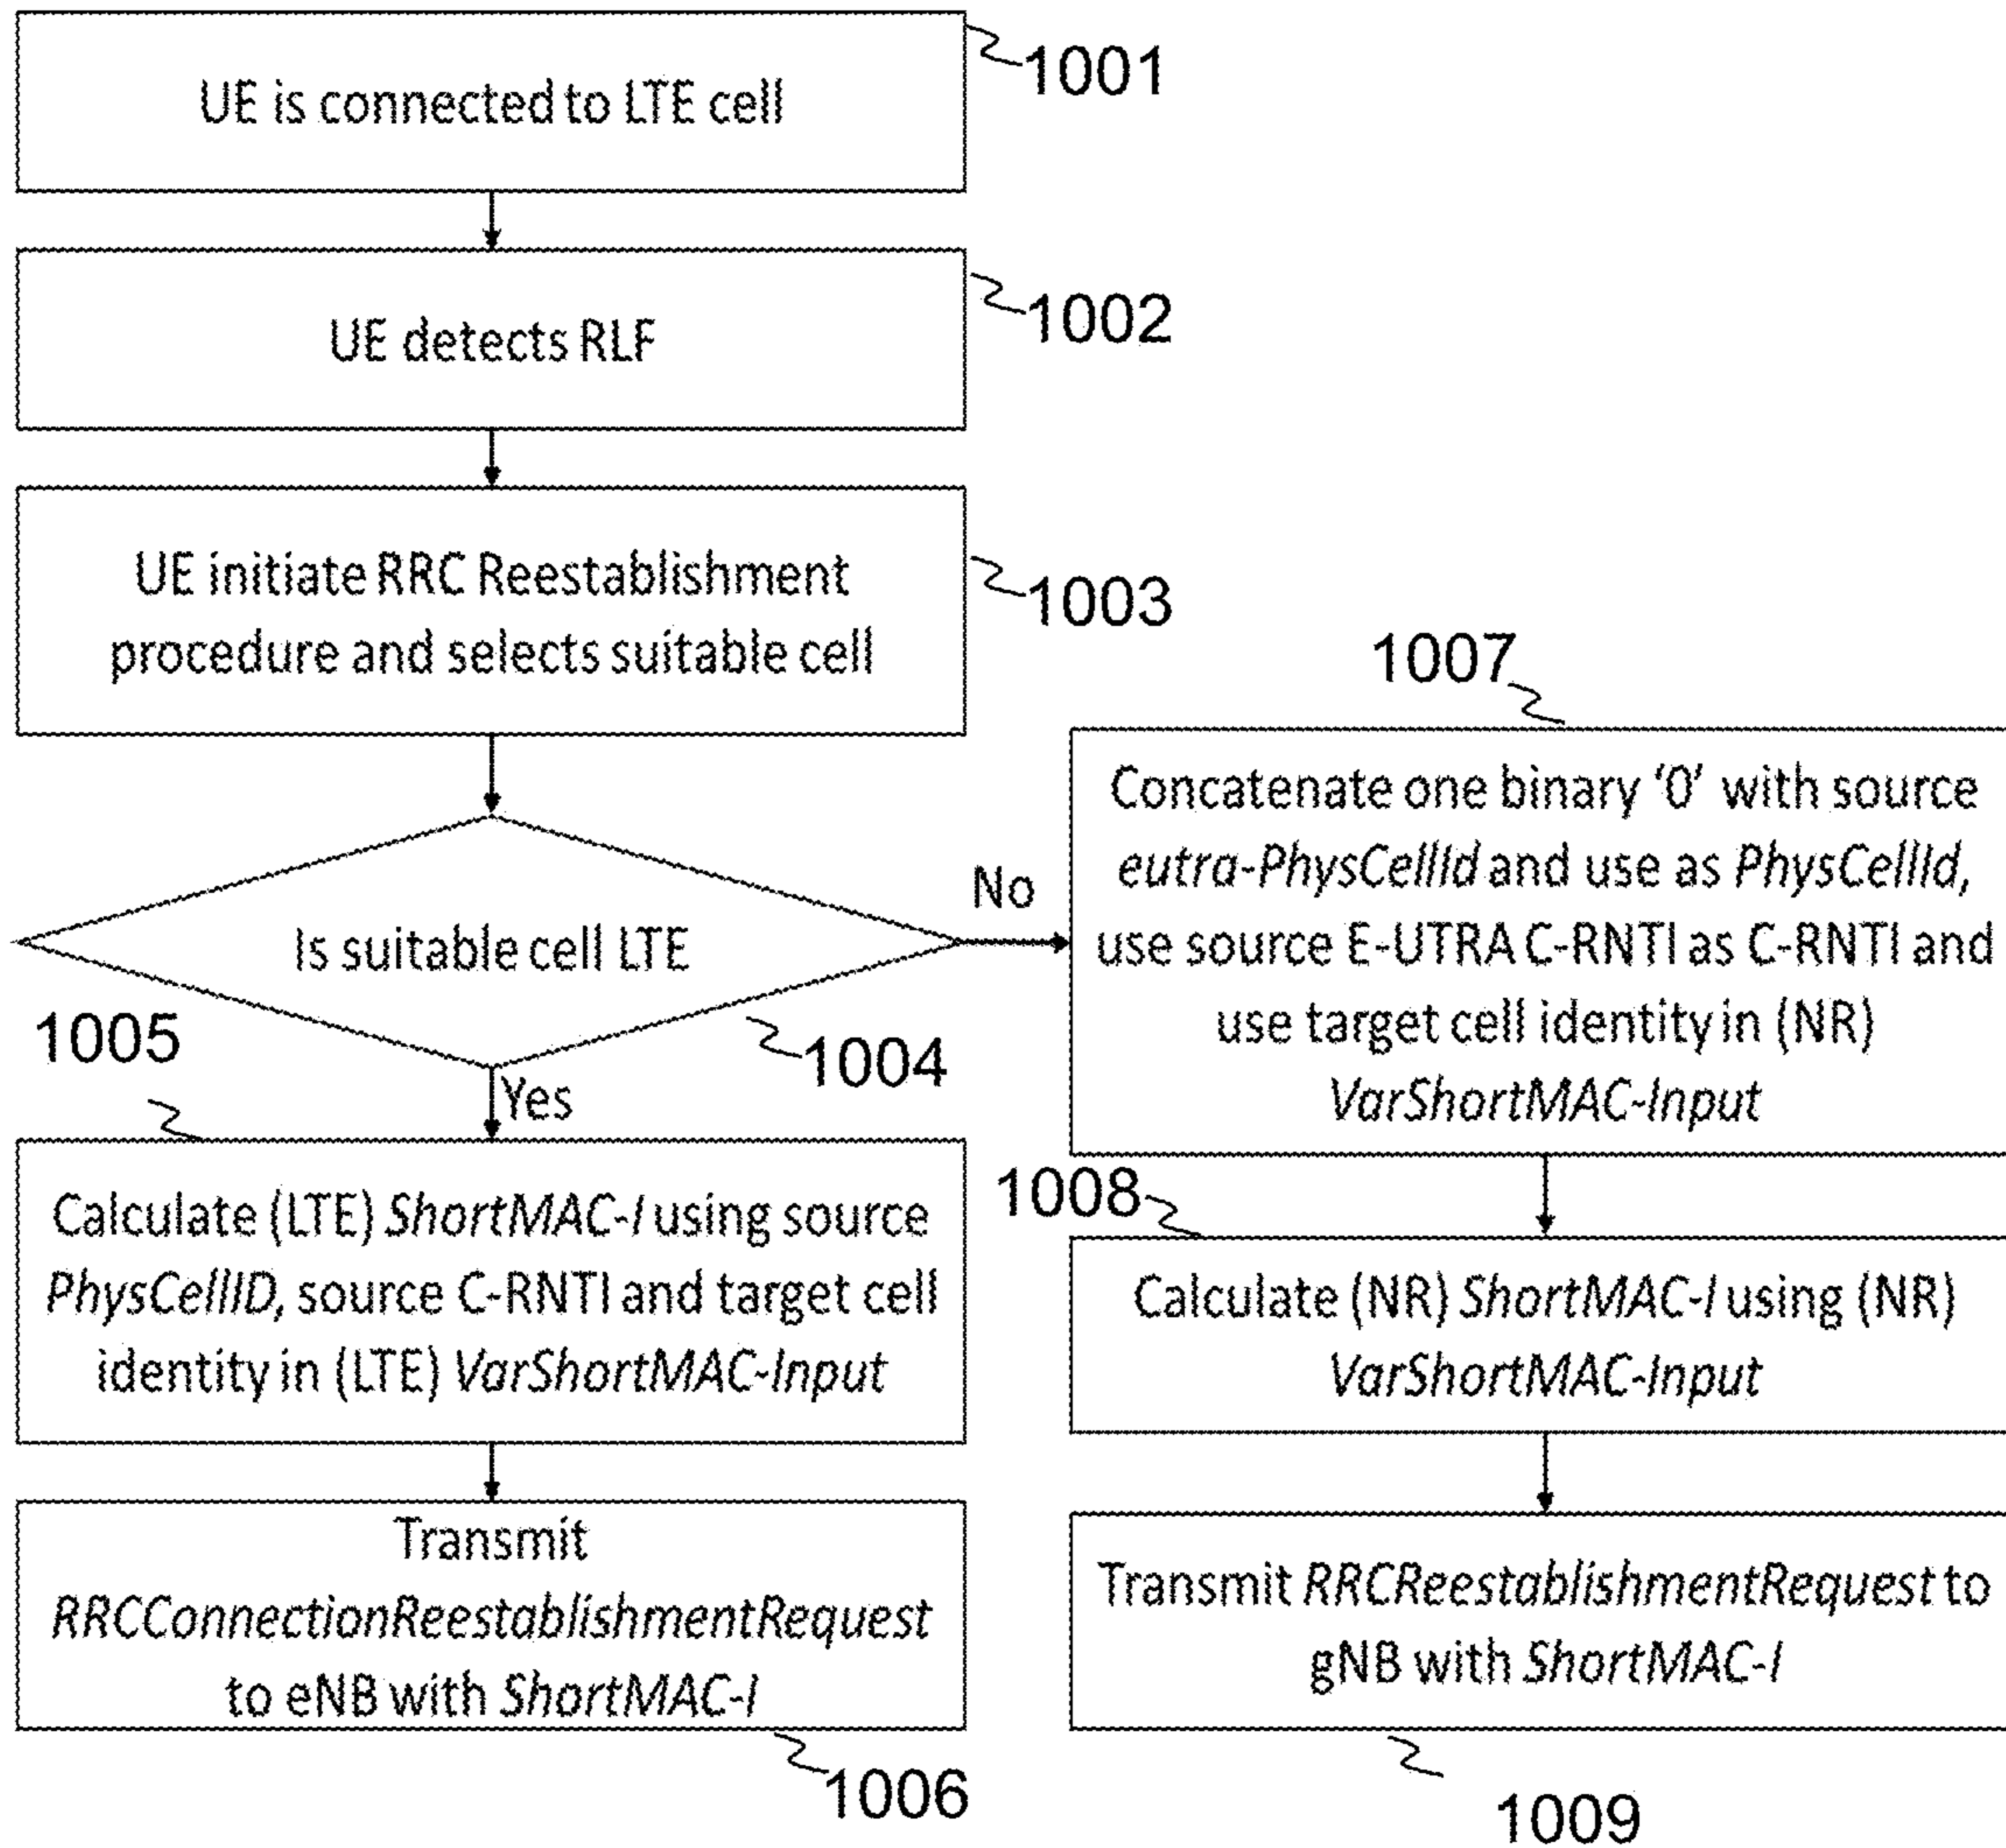 UE is connected to LTE cell
1001
UE detects RLF
1002
UE initiate RRC Reestablishment
procedure and selects suitable cell
1003
Is suitable cell LTE
1004
No
Yes
1005
Calculate (LTE) ShortMAC-I using source
PhysCellID, source C-RNTI and target cell
identity in (LTE) VarShortMAC-Input
Transmit
RRCConnectionReestablishmentRequest
to eNB with ShortMAC-I
1006
1007
Concatenate one binary ‘0’ with source
eutra-PhysCellId and use as PhysCellId,
use source E-UTRA C-RNTI as C-RNTI and
use target cell identity in (NR)
VarShortMAC-Input
1008
Calculate (NR) ShortMAC-I using (NR)
VarShortMAC-Input
Transmit RRCReestablishmentRequest to
gNB with ShortMAC-I
1009